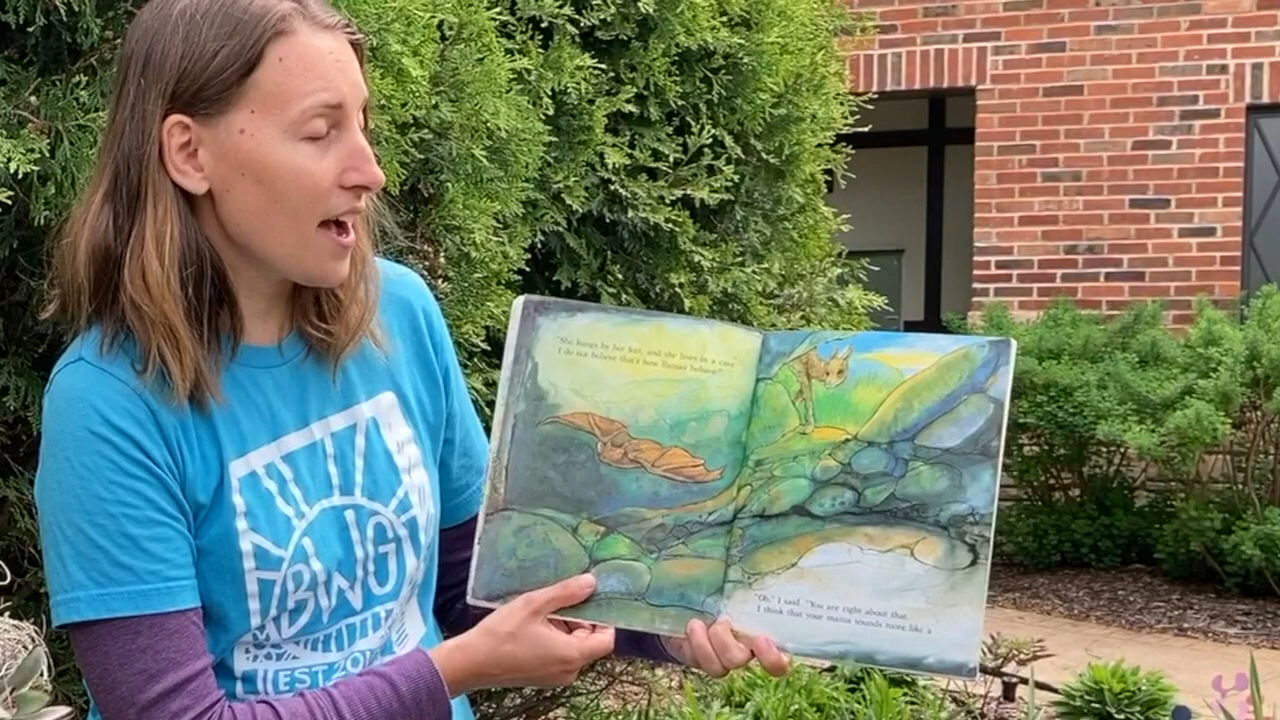 BWG
EST 20
"She hangs by her feet, and she lives in a cave.
I do not believe that's how llamas behave!"
"Oh," I said. "You are right about that.
I think that your mama sounds more like a